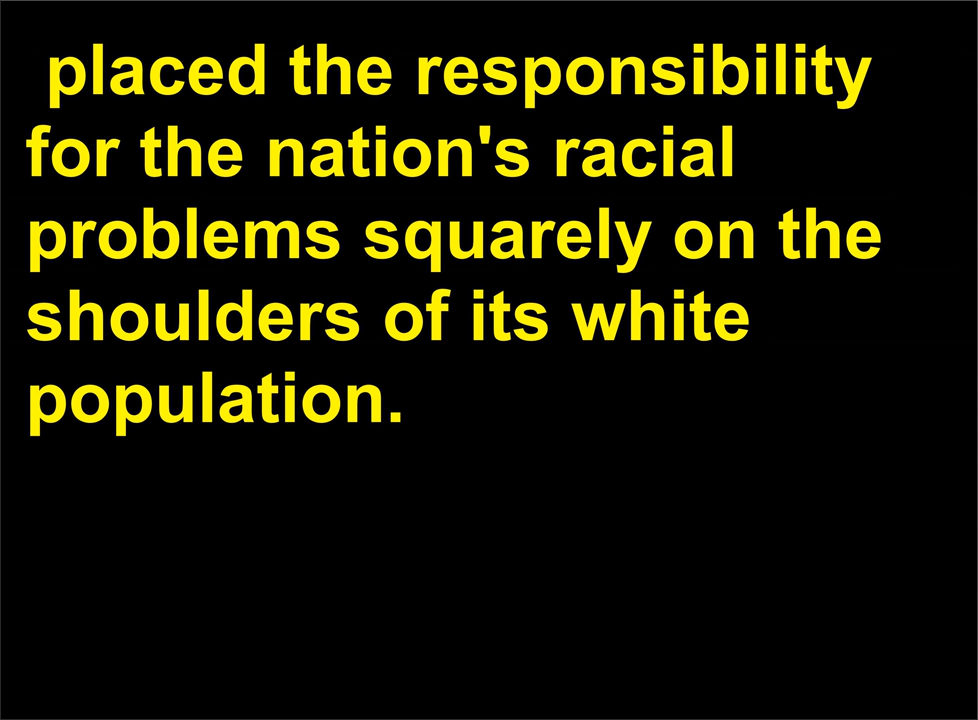 placed the responsibility
for the nation's racial
problems squarely on the
shoulders of its white
population.